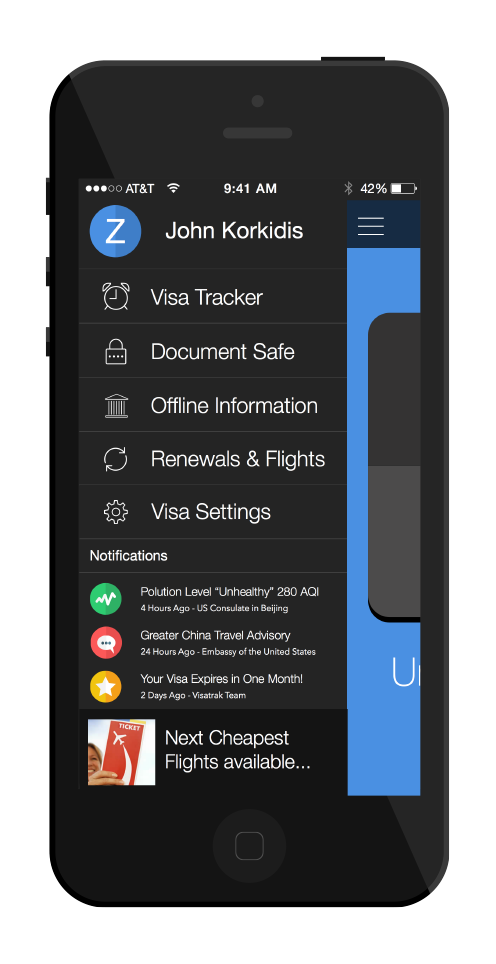 AT&T 9:41 AM 42%
Z John Korkidis
Visa Tracker
Document Safe
Offline Information
Renewals & Flights
Visa Settings
Notifications
Polution Level “Unhealthy” 280 AQI
4 Hours Ago - US Consulate in Beijing
Greater China Travel Advisory
24 Hours Ago - Embassy of the United States
Your Visa Expires in One Month!
2 Days Ago - Visatrak Team
TICKET
Next Cheapest
Flights available...